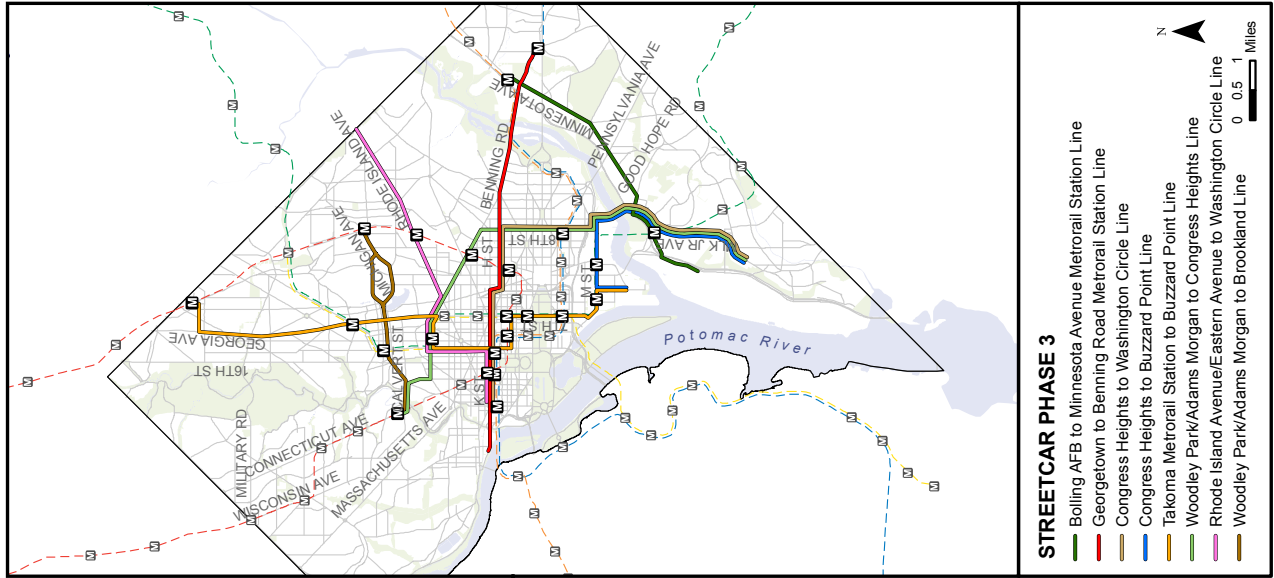 MILITARY RD
WISCONSIN AVE
CONNECTICUT AVE
MASSACHUSETTS AVE
16TH ST
GEORGIA AVE
MICHIGAN AVE
RHODE ISLAND AVE
K ST
H ST
7TH ST
8TH ST
M ST
BENNING RD
MINNESOTA AVE
PENNSYLVANIA AVE
GOOD HOPE RD
MLK JR AVE
Potomac River
STREETCAR PHASE 3
Bolling AFB to Minnesota Avenue Metrorail Station Line
Georgetown to Benning Road Metrorail Station Line
Congress Heights to Washington Circle Line
Congress Heights to Buzzard Point Line
Takoma Metrorail Station to Buzzard Point Line
Woodley Park/Adams Morgan to Congress Heights Line
Rhode Island Avenue/Eastern Avenue to Washington Circle Line
Woodley Park/Adams Morgan to Brookland Line
N
0 0.5 1
Miles